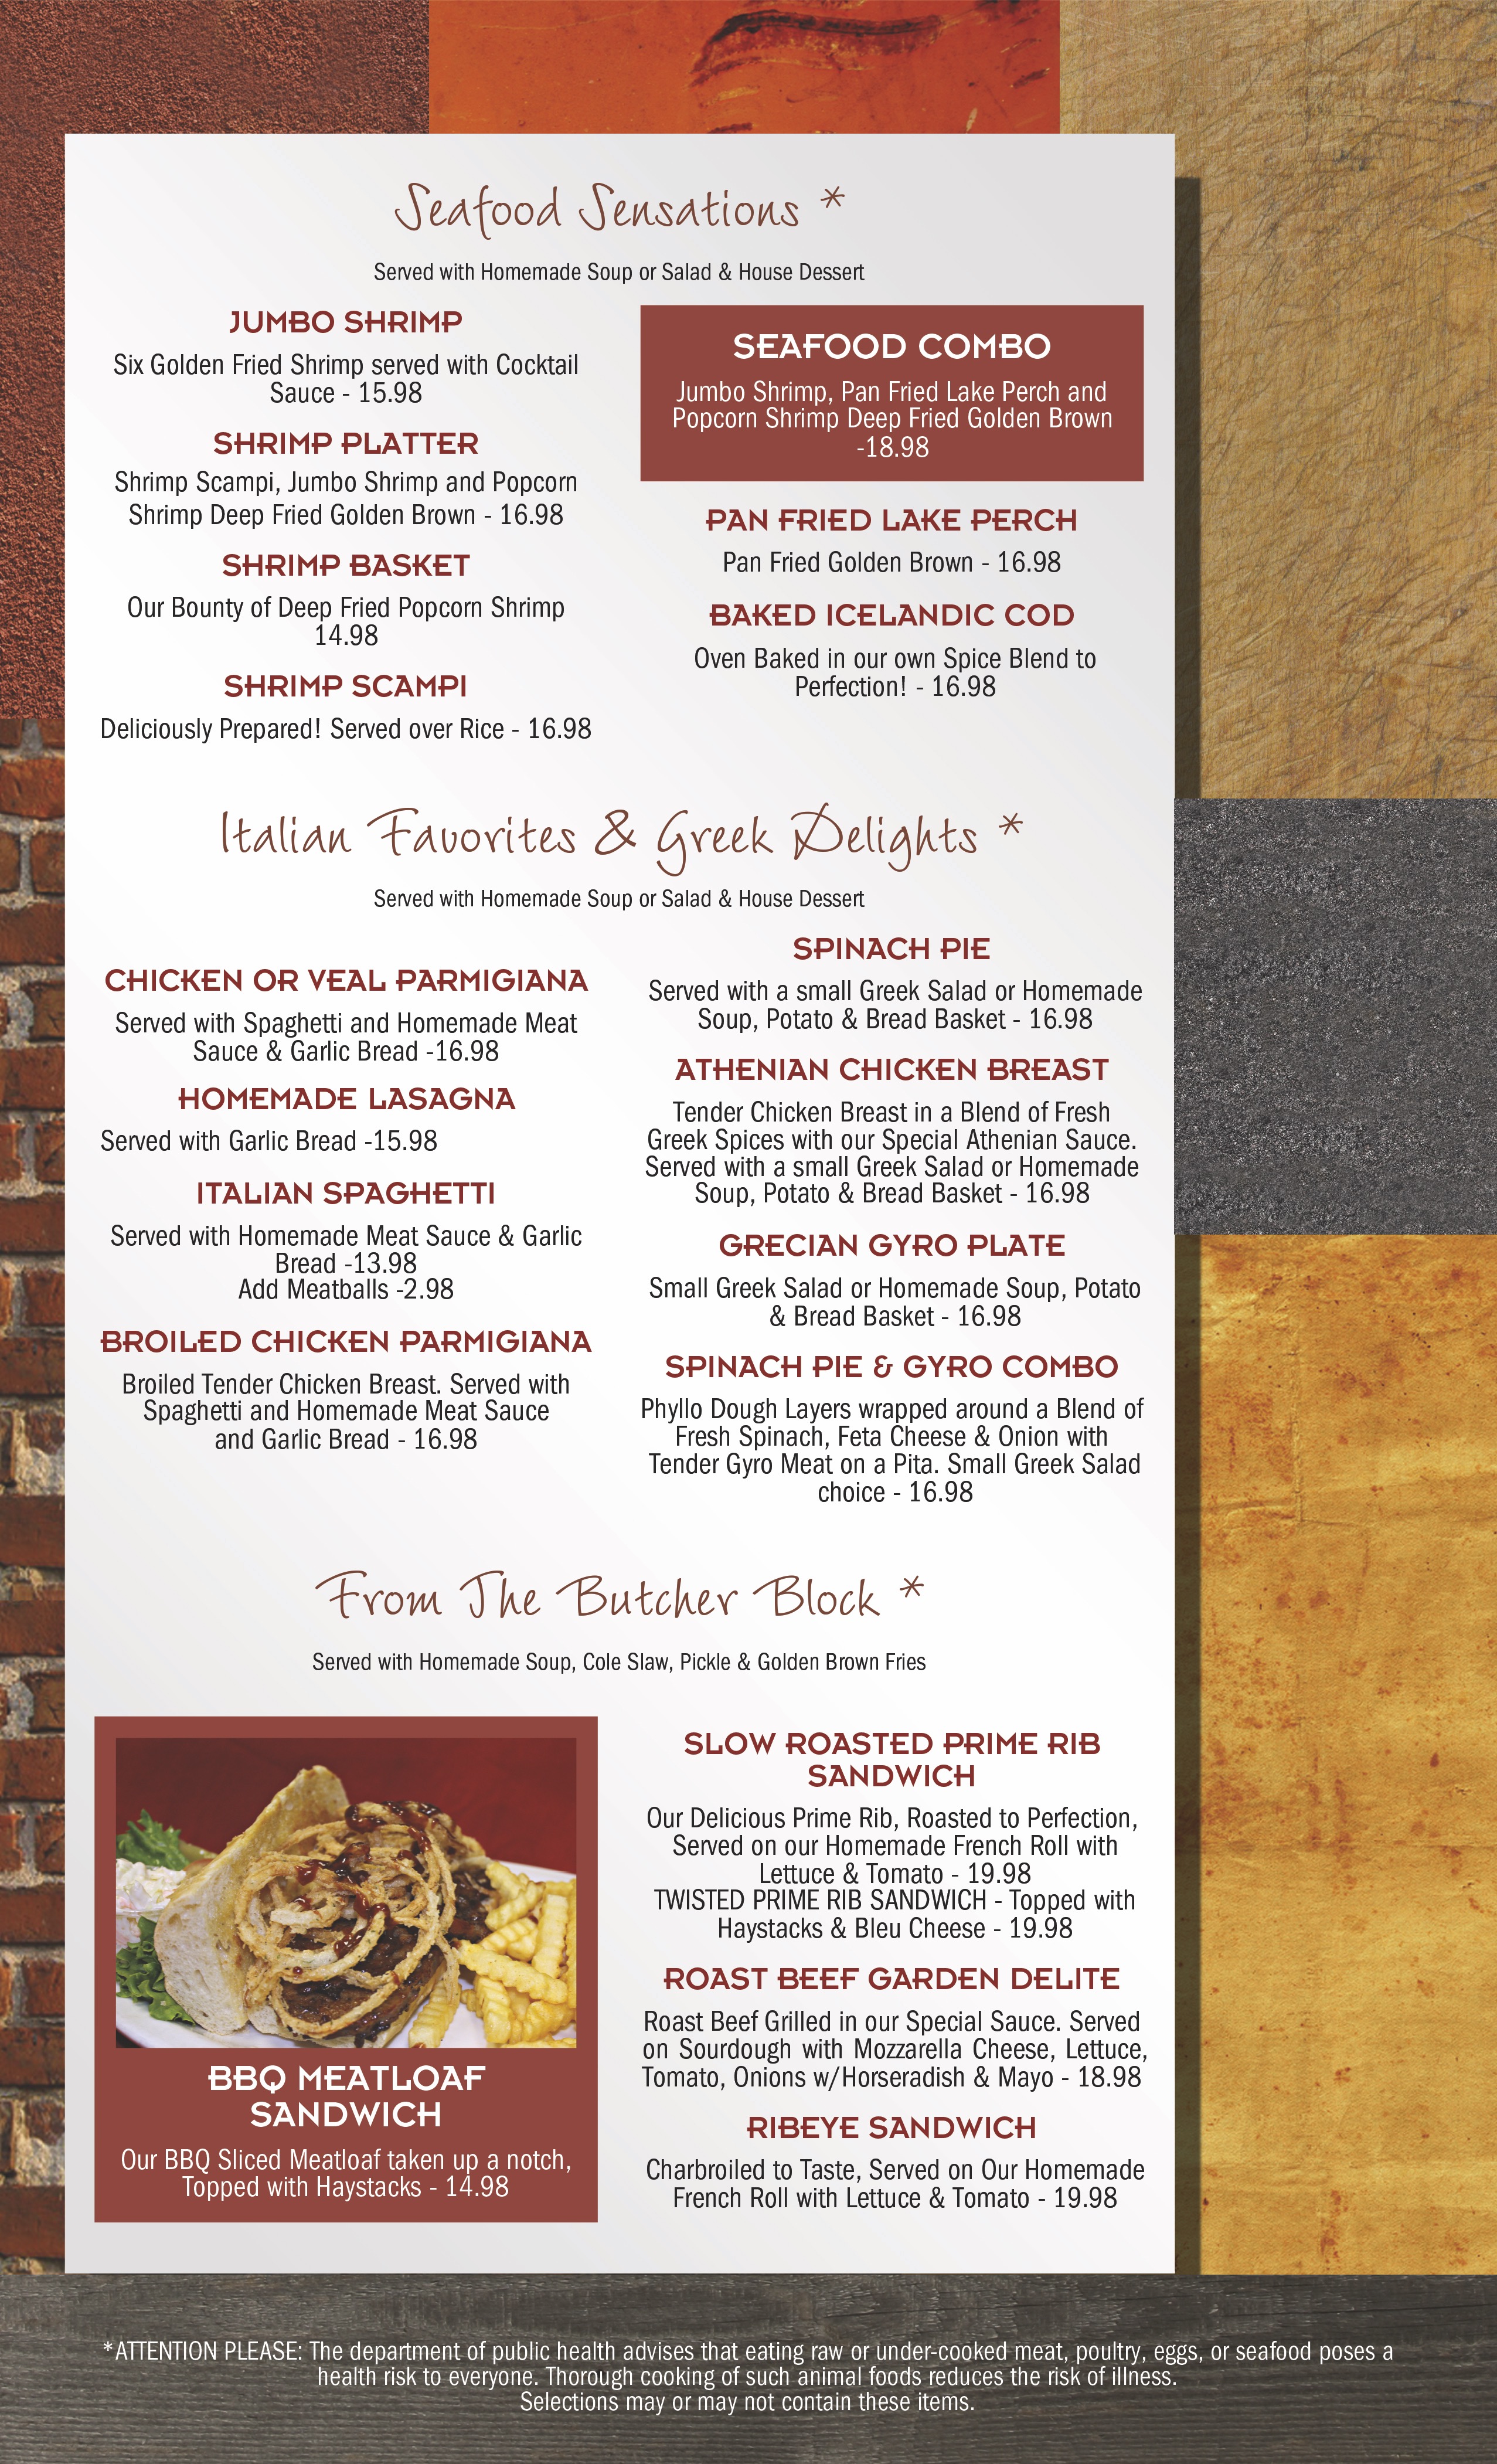 Seafood Sensations *
Served with Homemade Soup or Salad & House Dessert
JUMBO SHRIMP
Six Golden Fried Shrimp served with Cocktail
Sauce - 15.98
SHRIMP PLATTER
Shrimp Scampi, Jumbo Shrimp and Popcorn
Shrimp Deep Fried Golden Brown - 16.98
SHRIMP BASKET
Our Bounty of Deep Fried Popcorn Shrimp
14.98
SHRIMP SCAMPI
Deliciously Prepared! Served over Rice - 16.98
SEAFOOD COMBO
Jumbo Shrimp, Pan Fried Lake Perch and
Popcorn Shrimp Deep Fried Golden Brown
-18.98
PAN FRIED LAKE PERCH
Pan Fried Golden Brown - 16.98
BAKED ICELANDIC COD
Oven Baked in our own Spice Blend to
Perfection! - 16.98
Italian Favorites & Greek Delights *
Served with Homemade Soup or Salad & House Dessert
CHICKEN OR VEAL PARMIGIANA
Served with Spaghetti and Homemade Meat
Sauce & Garlic Bread -16.98
HOMEMADE LASAGNA
Served with Garlic Bread -15.98
ITALIAN SPAGHETTI
Served with Homemade Meat Sauce & Garlic
Bread -13.98
Add Meatballs -2.98
BROILED CHICKEN PARMIGIANA
Broiled Tender Chicken Breast. Served with
Spaghetti and Homemade Meat Sauce
and Garlic Bread - 16.98
SPINACH PIE
Served with a small Greek Salad or Homemade
Soup, Potato & Bread Basket - 16.98
ATHENIAN CHICKEN BREAST
Tender Chicken Breast in a Blend of Fresh
Greek Spices with our Special Athenian Sauce.
Served with a small Greek Salad or Homemade
Soup, Potato & Bread Basket - 16.98
GRECIAN GYRO PLATE
Small Greek Salad or Homemade Soup, Potato
& Bread Basket - 16.98
SPINACH PIE & GYRO COMBO
Phyllo Dough Layers wrapped around a Blend of
Fresh Spinach, Feta Cheese & Onion with
Tender Gyro Meat on a Pita. Small Greek Salad
choice - 16.98
From The Butcher Block *
Served with Homemade Soup, Cole Slaw, Pickle & Golden Brown Fries
BBQ MEATLOAF
SANDWICH
Our BBQ Sliced Meatloaf taken up a notch,
Topped with Haystacks - 14.98
SLOW ROASTED PRIME RIB
SANDWICH
Our Delicious Prime Rib, Roasted to Perfection,
Served on our Homemade French Roll with
Lettuce & Tomato - 19.98
TWISTED PRIME RIB SANDWICH - Topped with
Haystacks & Bleu Cheese - 19.98
ROAST BEEF GARDEN DELITE
Roast Beef Grilled in our Special Sauce. Served
on Sourdough with Mozzarella Cheese, Lettuce,
Tomato, Onions w/Horseradish & Mayo - 18.98
RIBEYE SANDWICH
Charbroiled to Taste, Served on Our Homemade
French Roll with Lettuce & Tomato - 19.98
*ATTENTION PLEASE: The department of public health advises that eating raw or under-cooked meat, poultry, eggs, or seafood poses a
health risk to everyone. Thorough cooking of such animal foods reduces the risk of illness.
Selections may or may not contain these items.